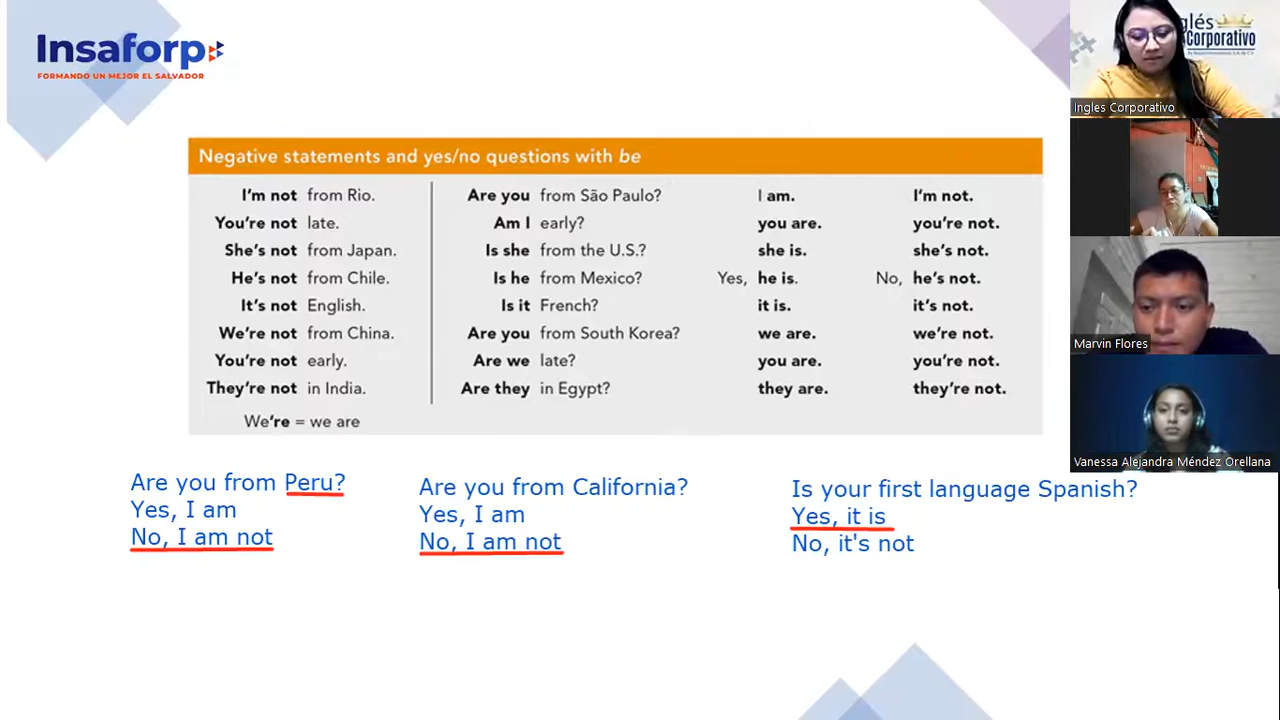 Insaforp
FORMANDO UN MEJOR EL SALVADOR
Negative statements and yes/no questions with be
I'm not from Rio.
You're not late.
She's not from Japan.
He's not from Chile.
It's not English.
We're not from China.
You're not early.
They're not in India.
We're = we are
Are you from São Paulo?
Am I early?
Is she from the U.S.?
Is he from Mexico?
Is it French?
Are you from South Korea?
Are we late?
Are they in Egypt?
I am.
you are.
she is.
Yes, he is.
it is.
we are.
you are.
they are.
I'm not.
you're not.
she's not.
No, he's not.
it's not.
we're not.
you're not.
they're not.
Are you from Peru?
Yes, I am
No, I am not
Are you from California?
Yes, I am
No, I am not
Is your first language Spanish?
Yes, it is
No, it's not
glés
Corporativo
Ingles Corporativo
Marvin Flores
Vanessa Alejandra Méndez Orellana